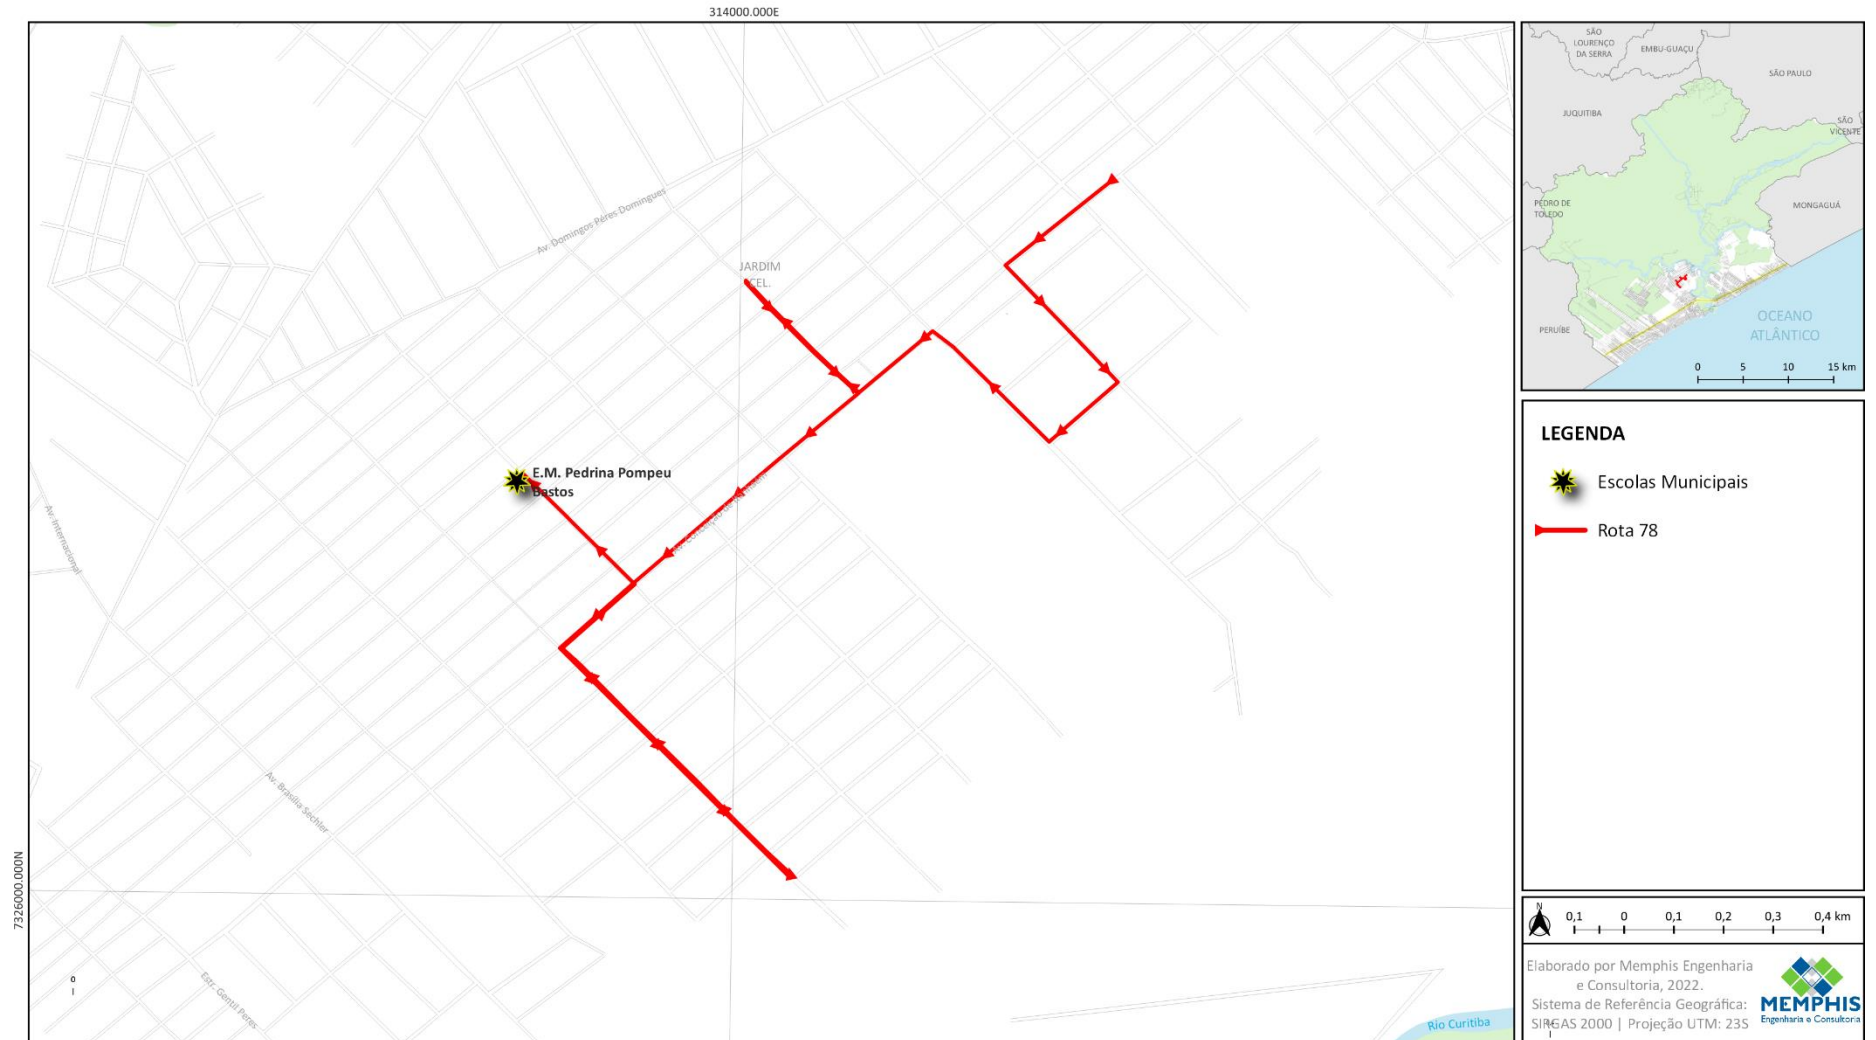 314000.000E
7326000.000N
Av. Domingos Péres Domingues
JARDIM
CEL.
E.M. Pedrina Pompeu
Bastos
Av. Internacional
Av. Brasília Sechler
Estr. Gentil Peres
Rio Curitiba
SÃO
LOURENÇO
DA SERRA
EMBU-GUAÇU
SÃO PAULO
JUQUITIBA
SÃO
VICENTE
PEDRO DE
TOLEDO
MONGAGUÁ
PERUÍBE
OCEANO
ATLÂNTICO
0 5 10 15 km
LEGENDA
Escolas Municipais
Rota 78
N
0,1 0 0,1 0,2 0,3 0,4 km
Elaborado por Memphis Engenharia
e Consultoria, 2022.
Sistema de Referência Geográfica:
SIRGAS 2000 | Projeção UTM: 23S
MEMPHIS
Engenharia e Consultoria